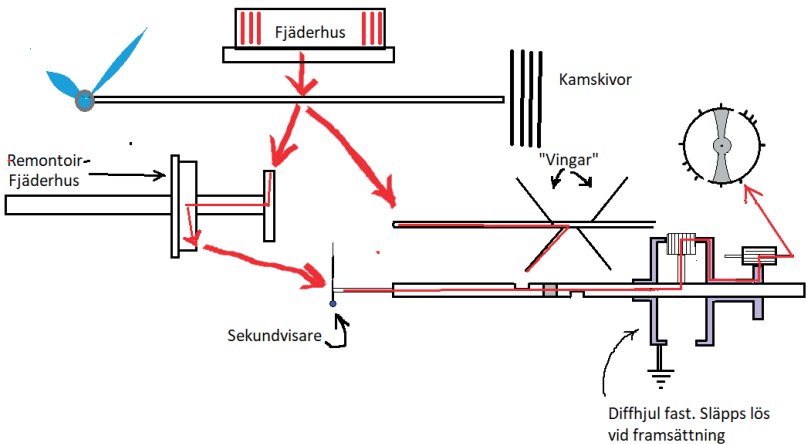 Fjäderhus
Kamskivor
Remontoir-
Fjäderhus
"Vingar"
Sekundvisare
Diffhjul fast. Släpps lös
vid framsättning